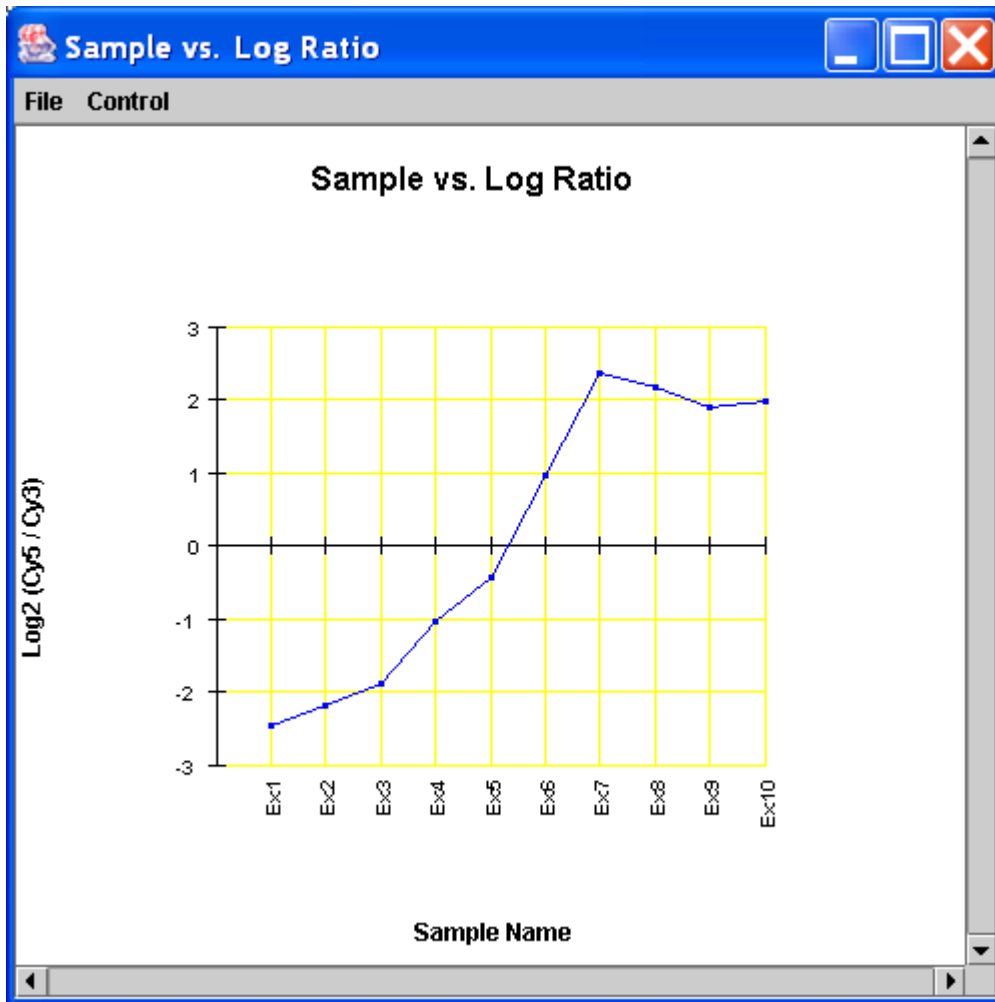 Sample vs. Log Ratio
File Control
Sample vs. Log Ratio
3
2
1
0
-1
-2
-3
Log2 (Cy5 / Cy3)
Ex1 Ex2 Ex3 Ex4 Ex5 Ex6 Ex7 Ex8 Ex9 Ex10
Sample Name